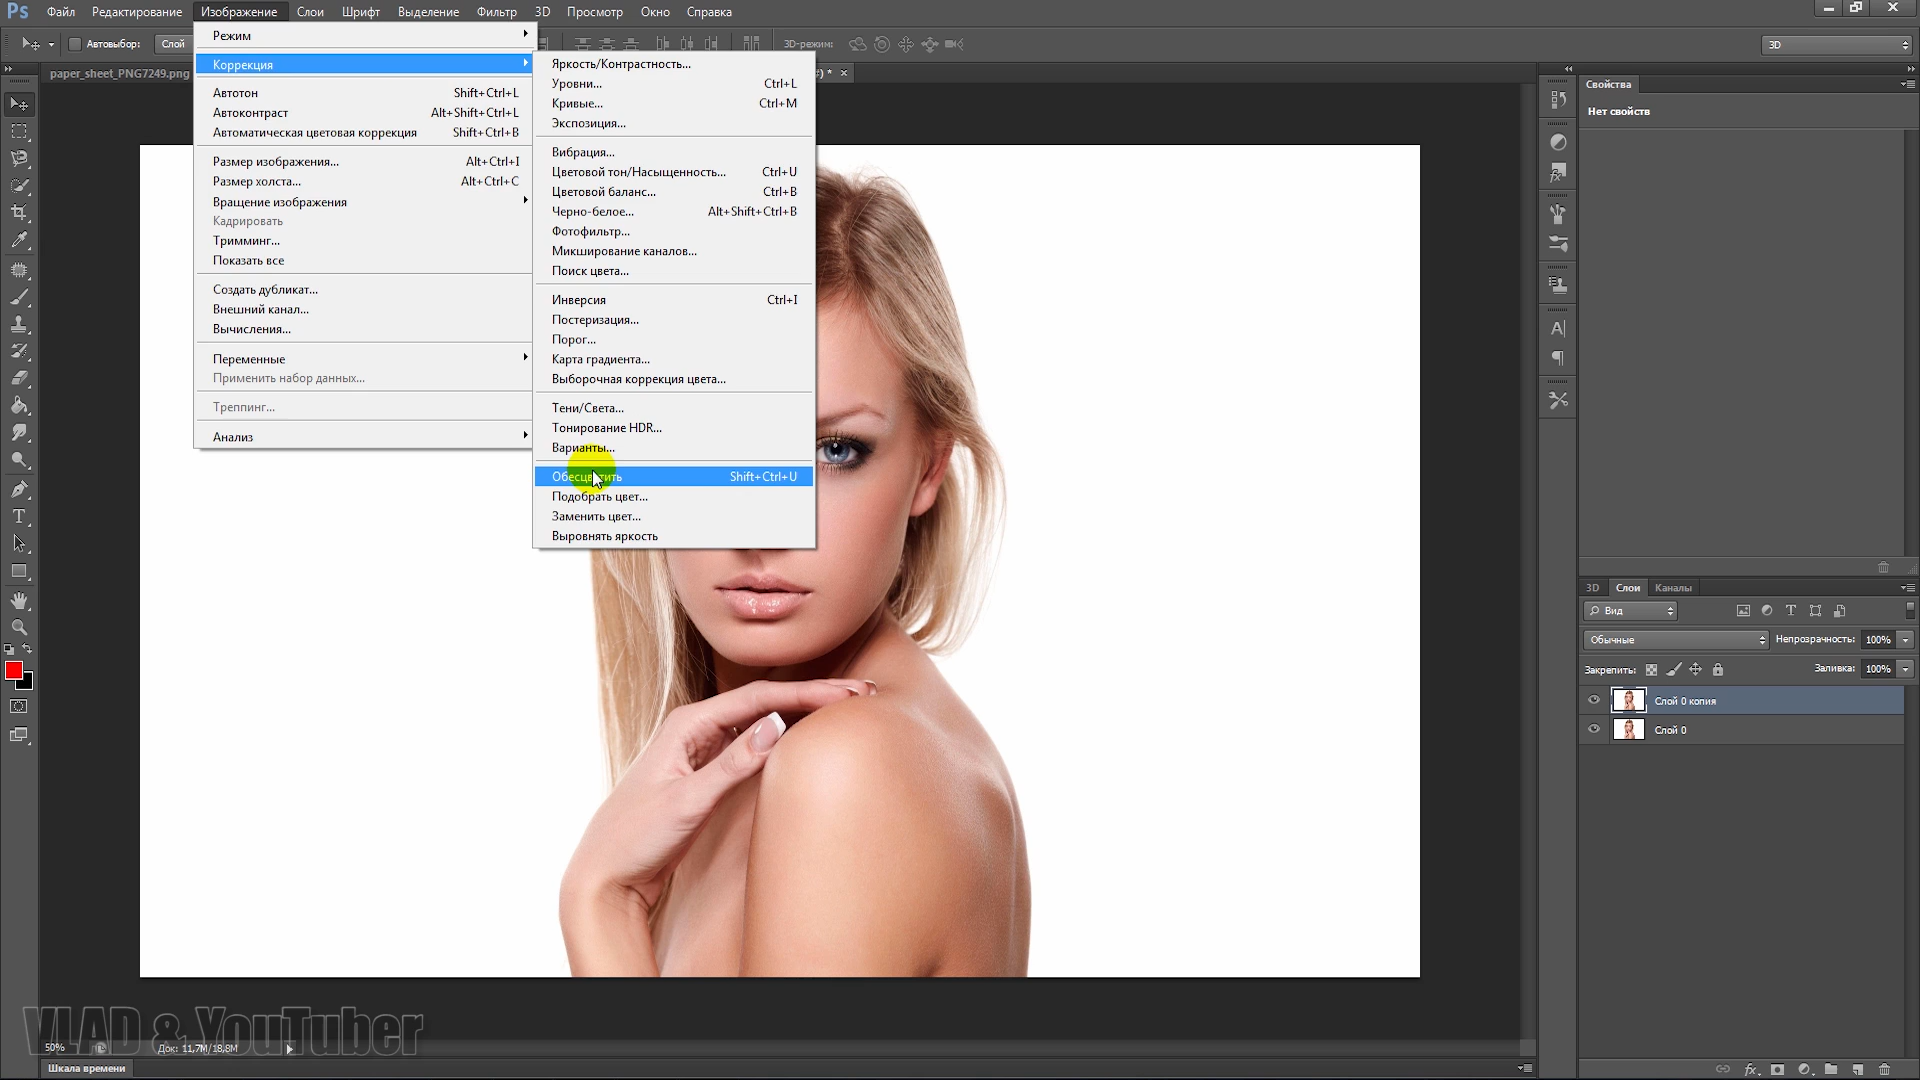 Ps Файл Редактирование Изображение Слои Шрифт Выделение Фильтр 3D Просмотр Окно Справка
Автовыбор: Слой 3D-режим: 3D
paper_sheet_PNG7249.png
#) * ×
Режим
Коррекция
Автотон Shift+Ctrl+L
Автоконтраст Alt+Shift+Ctrl+L
Автоматическая цветовая коррекция Shift+Ctrl+B
Размер изображения... Alt+Ctrl+I
Размер холста... Alt+Ctrl+C
Вращение изображения
Кадрировать
Тримминг...
Показать все
Создать дубликат...
Внешний канал...
Вычисления...
Переменные
Применить набор данных...
Треппинг...
Анализ
Яркость/Контрастность...
Уровни... Ctrl+L
Кривые... Ctrl+M
Экспозиция...
Вибрация...
Цветовой тон/Насыщенность... Ctrl+U
Цветовой баланс... Ctrl+B
Черно-белое... Alt+Shift+Ctrl+B
Фотофильтр...
Микширование каналов...
Поиск цвета...
Инверсия Ctrl+I
Постеризация...
Порог...
Карта градиента...
Выборочная коррекция цвета...
Тени/Света...
Тонирование HDR...
Варианты...
Обесцветить Shift+Ctrl+U
Подобрать цвет...
Заменить цвет...
Выровнять яркость
Свойства
Нет свойств
3D Слои Каналы
Вид
Обычные Непрозрачность: 100%
Закрепить: Заливка: 100%
Слой 0 копия
Слой 0
VLAD & YouTuber
50% Док: 11,7M/18,8M
Шкала времени